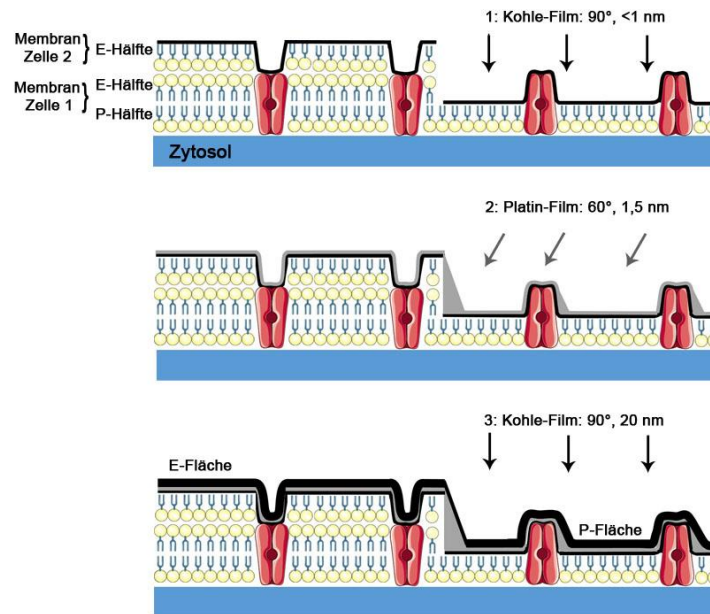 1: Kohle-Film: 90°, <1 nm
Membran
Zelle 2
E-Hälfte
Membran
Zelle 1
E-Hälfte
P-Hälfte
Zytosol
2: Platin-Film: 60°, 1,5 nm
3: Kohle-Film: 90°, 20 nm
E-Fläche
P-Fläche